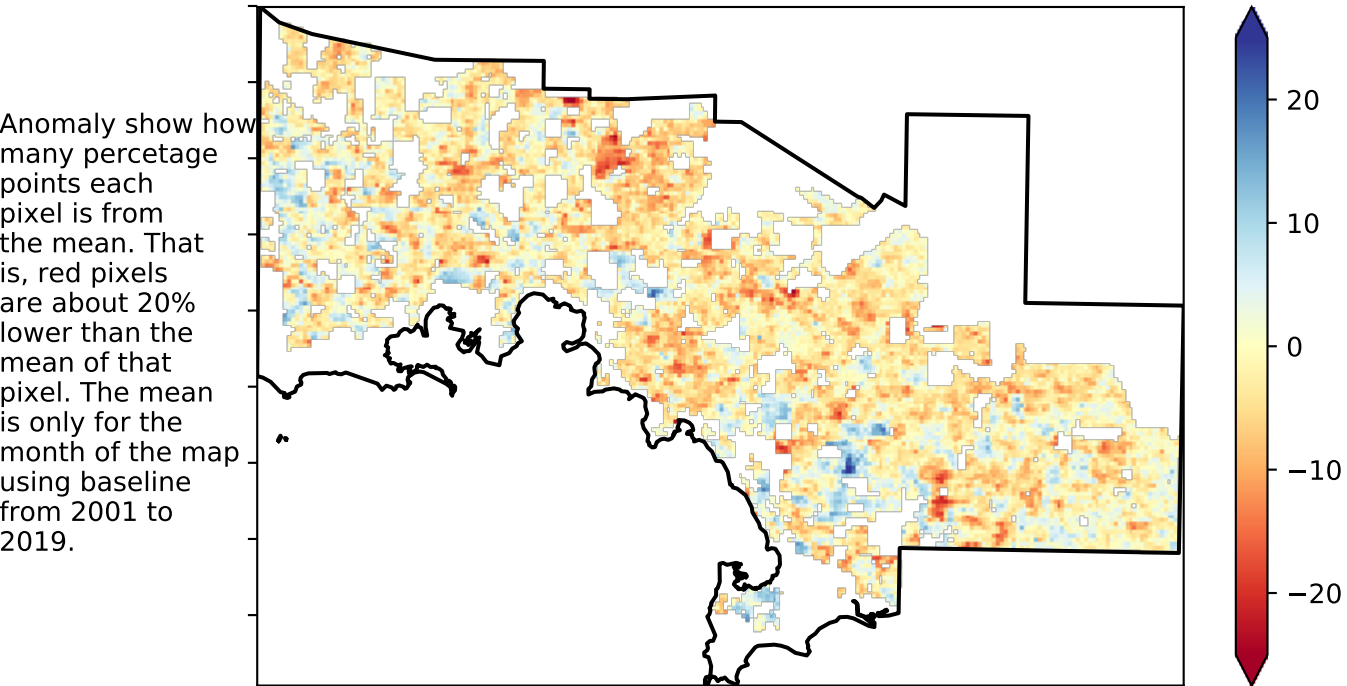 Anomaly show how
many percetage
points each
pixel is from
the mean. That
is, red pixels
are about 20%
lower than the
mean of that
pixel. The mean
is only for the
month of the map
using baseline
from 2001 to
2019.
20
10
0
−10
−20